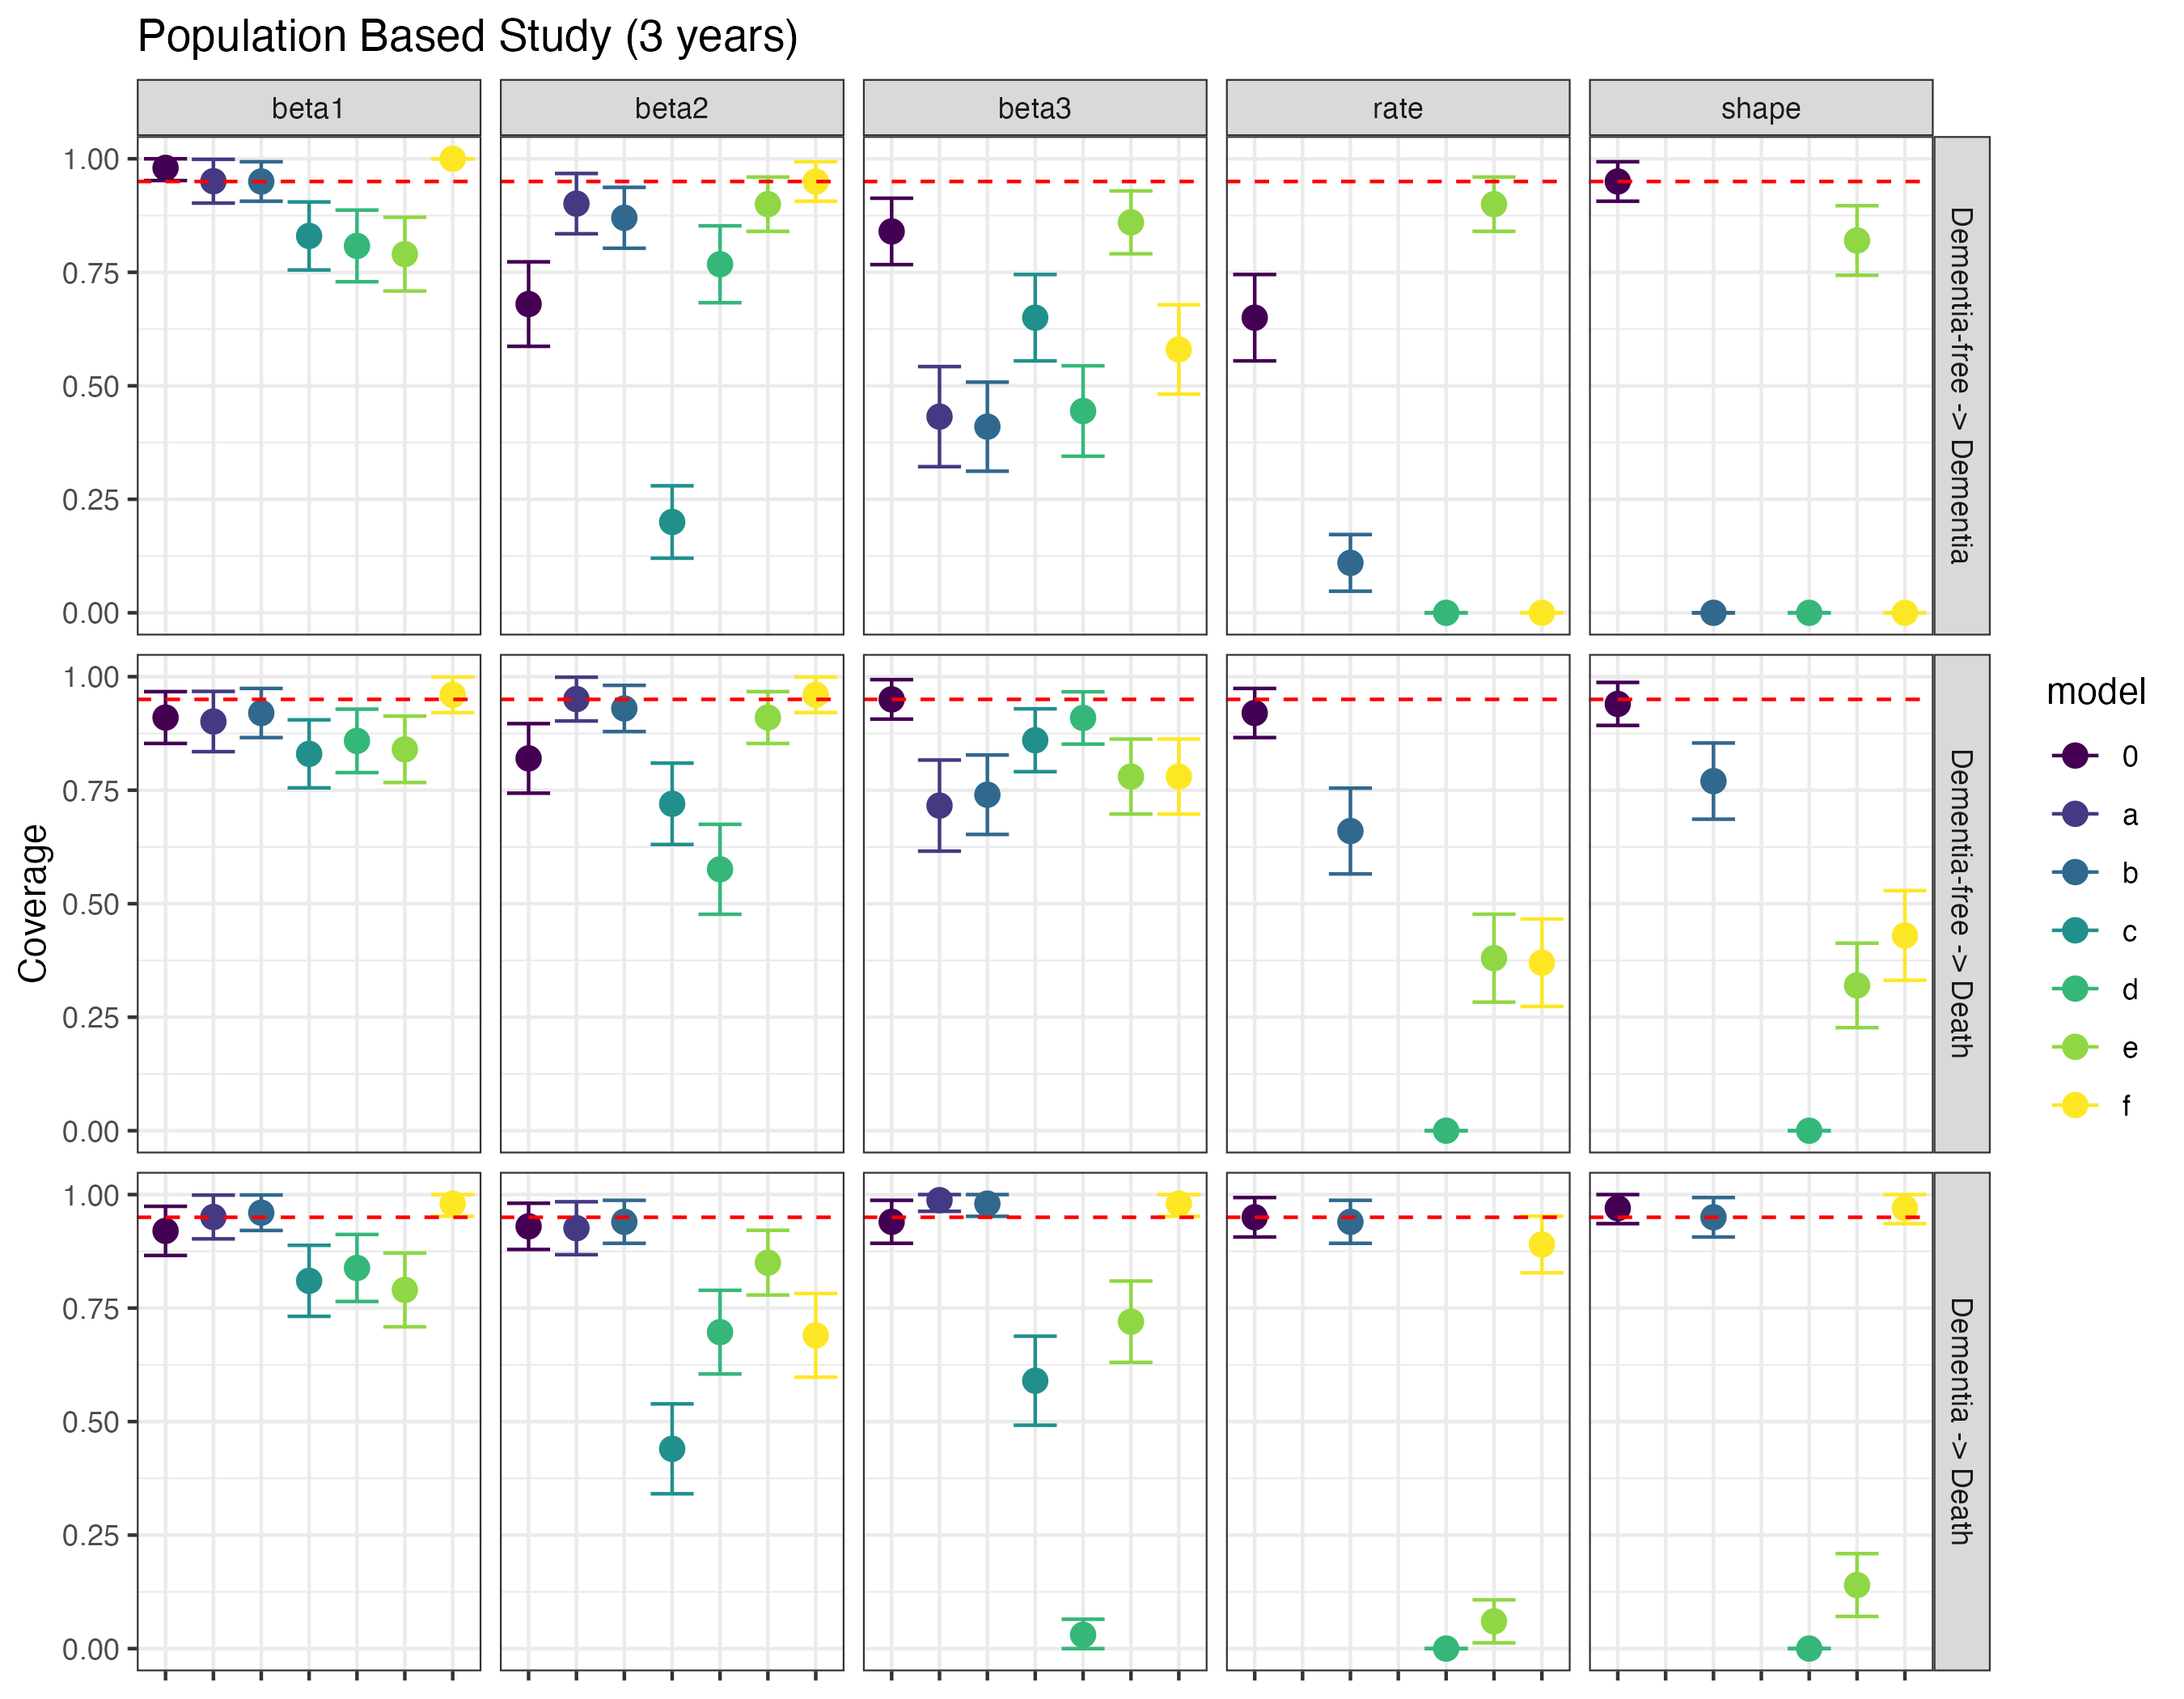 Population Based Study (3 years)
beta1
beta2
beta3
rate
shape
1.00
0.75
0.50
0.25
0.00
Dementia-free -> Dementia
1.00
0.75
0.50
0.25
0.00
Dementia-free -> Death
1.00
0.75
0.50
0.25
0.00
Dementia -> Death
Coverage
model
0
a
b
c
d
e
f